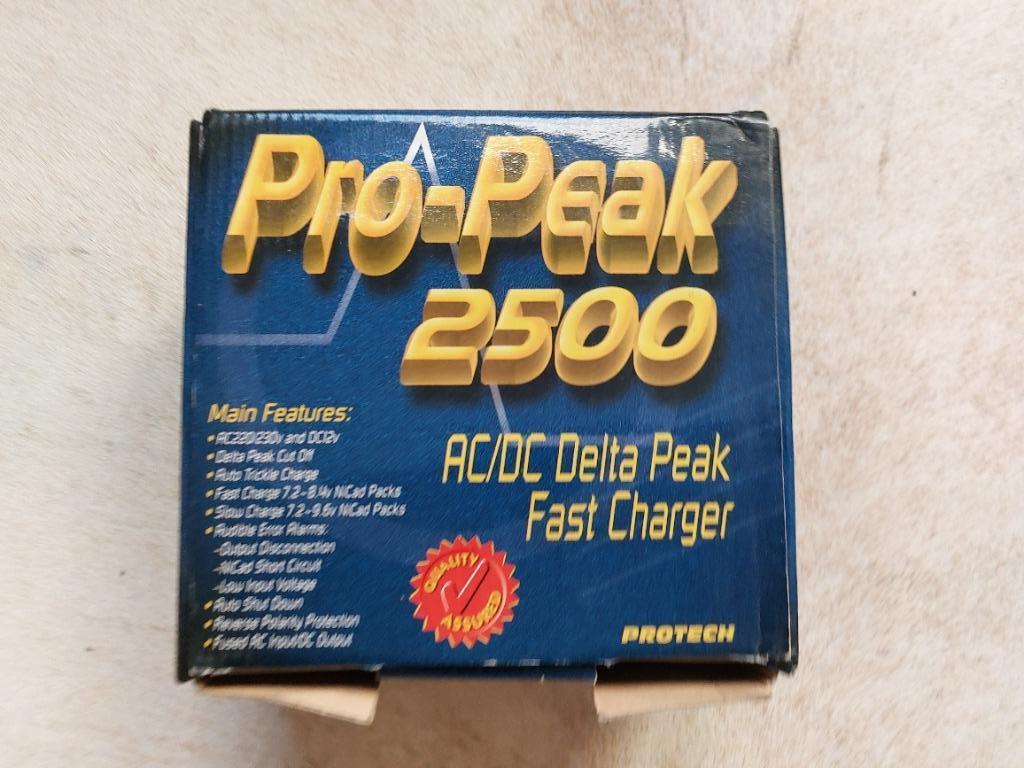 Pro-Peak
2500
AC/DC Delta Peak
Fast Charger
Main Features:
• AC220/230v and DC12v
• Delta Peak Cut Off
• Auto Trickle Charge
• Fast Charge 7.2-8.4v NiCad Packs
• Slow Charge 7.2-9.6v NiCad Packs
• Audible Error Alarms:
-Output Disconnection
-NiCad Short Circuit
-Low Input Voltage
• Auto Shut Down
• Reverse Polarity Protection
• Fused AC Input/DC Output
QUALITY
ASSURED
PROTECH